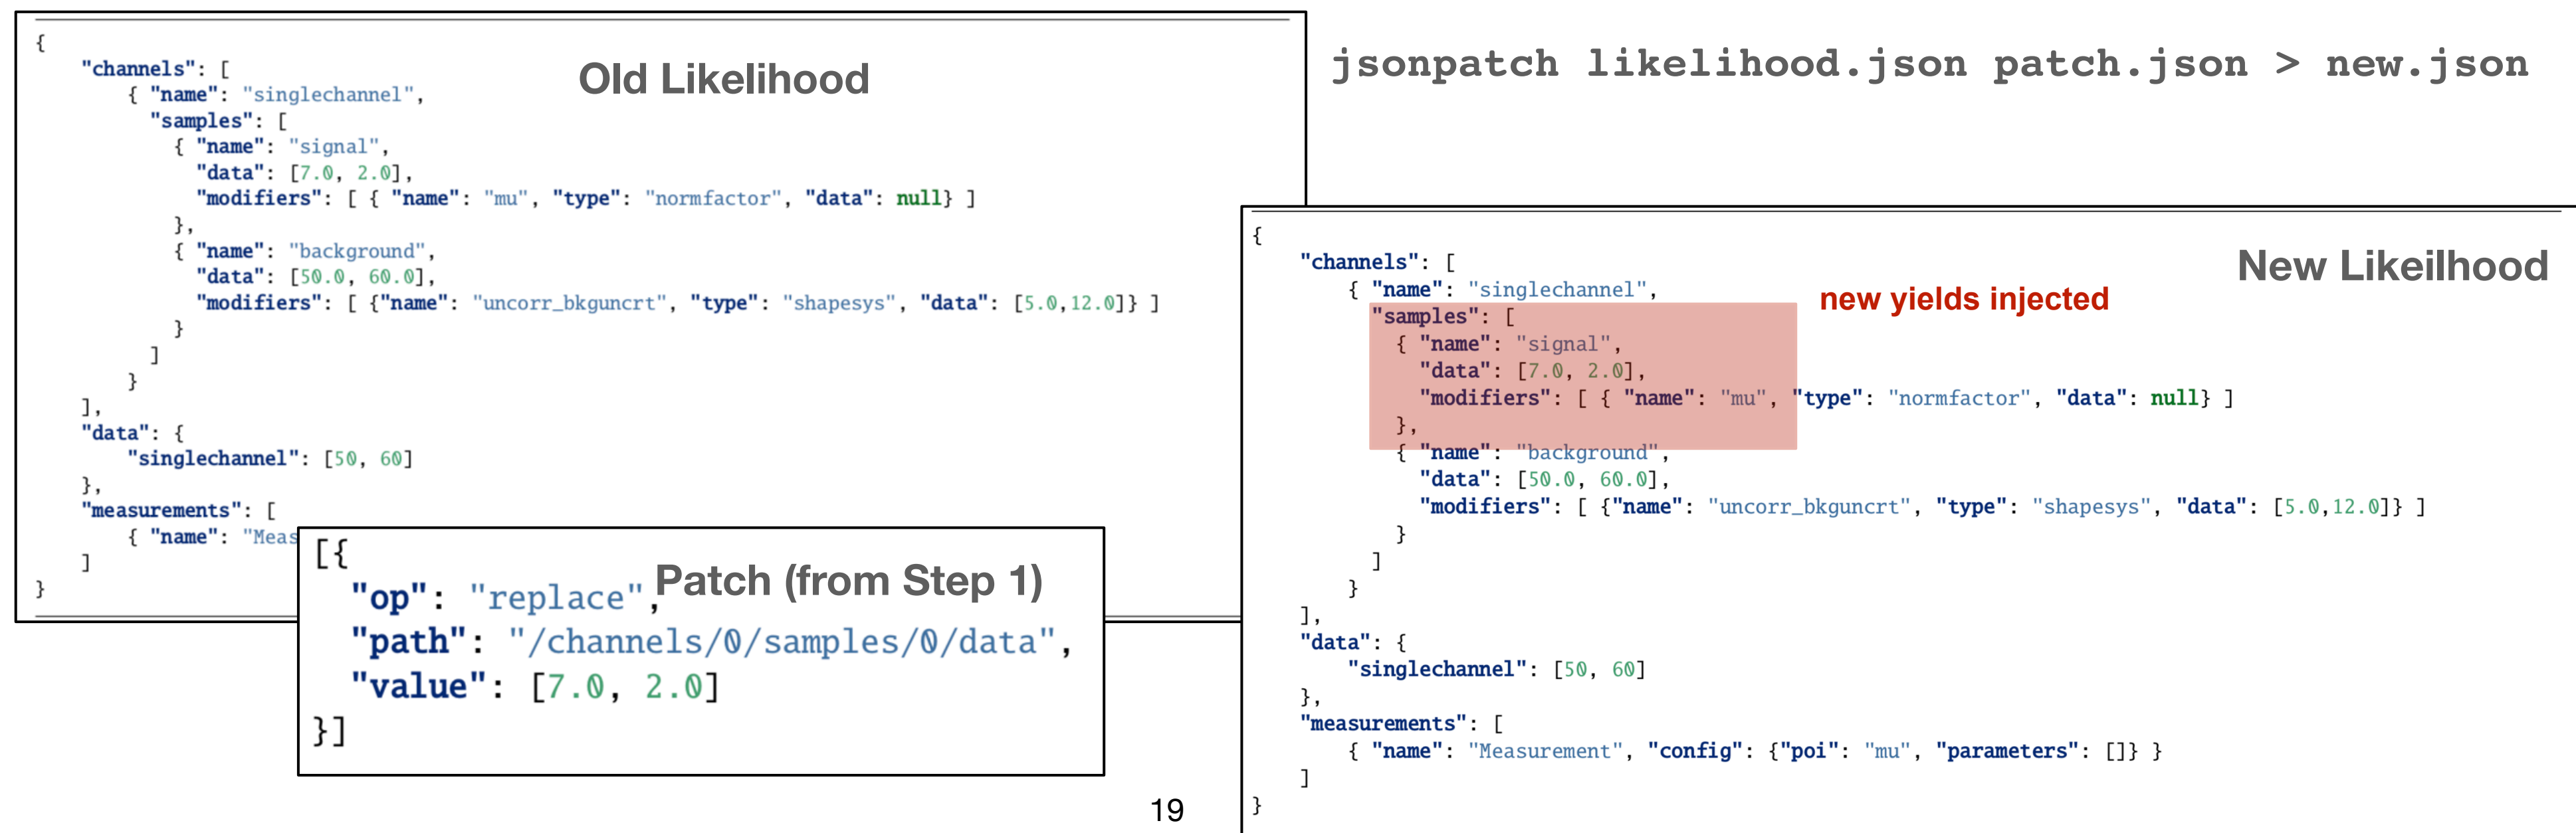 {
    "channels": [
        { "name": "singlechannel",
          "samples": [
            { "name": "signal",
              "data": [7.0, 2.0],
              "modifiers": [ { "name": "mu", "type": "normfactor", "data": null} ]
            },
            { "name": "background",
              "data": [50.0, 60.0],
              "modifiers": [ {"name": "uncorr_bkguncrt", "type": "shapesys", "data": [5.0,12.0]} ]
            }
          ]
        }
    ],
    "data": {
        "singlechannel": [50, 60]
    },
    "measurements": [
        { "name": "Meas
    ]
}
Old Likelihood
[{
  "op": "replace",
  "path": "/channels/0/samples/0/data",
  "value": [7.0, 2.0]
}]
Patch (from Step 1)
jsonpatch likelihood.json patch.json > new.json
{
    "channels": [
        { "name": "singlechannel",
          "samples": [
            { "name": "signal",
              "data": [7.0, 2.0],
              "modifiers": [ { "name": "mu", "type": "normfactor", "data": null} ]
            },
            { "name": "background",
              "data": [50.0, 60.0],
              "modifiers": [ {"name": "uncorr_bkguncrt", "type": "shapesys", "data": [5.0,12.0]} ]
            }
          ]
        }
    ],
    "data": {
        "singlechannel": [50, 60]
    },
    "measurements": [
        { "name": "Measurement", "config": {"poi": "mu", "parameters": []} }
    ]
}
New Likeilhood
new yields injected
19